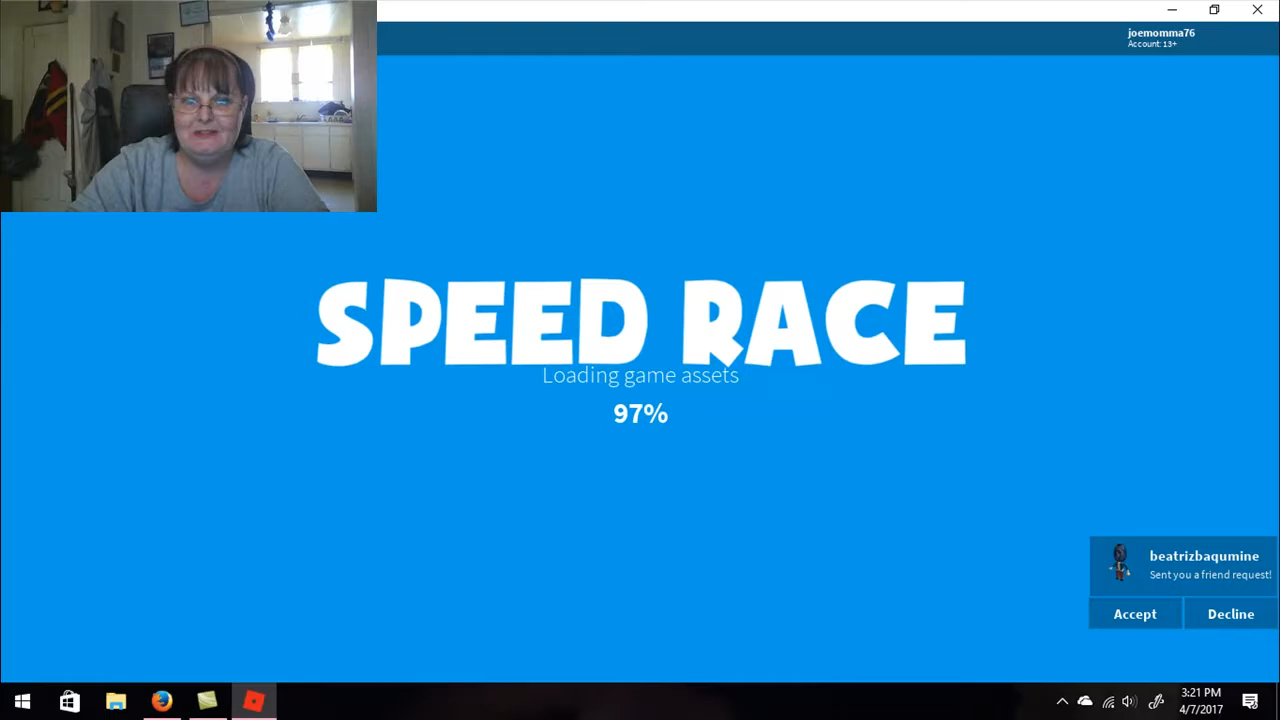 joemomma76
Account: 13+
SPEED RACE
Loading game assets
97%
beatrizbaqumine
Sent you a friend request!
Accept
Decline
3:21 PM
4/7/2017